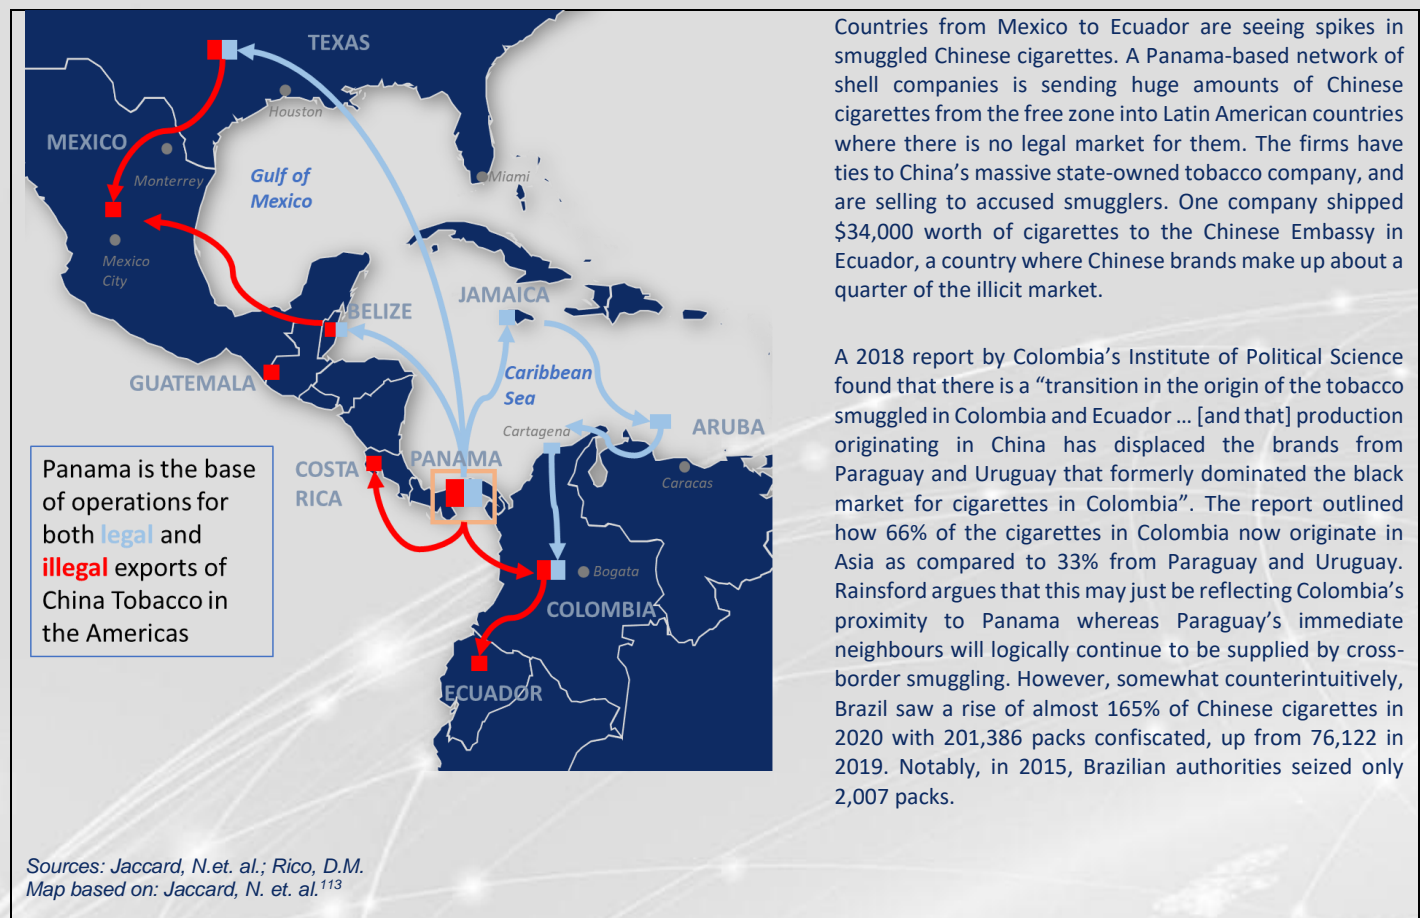 TEXAS
Houston
MEXICO
Monterrey
Gulf of
Mexico
Miami
Mexico
City
BELIZE
JAMAICA
GUATEMALA
Caribbean
Sea
Cartagena
ARUBA
COSTA
RICA
PANAMA
Caracas
Bogata
COLOMBIA
ECUADOR
Panama is the base
of operations for
both legal and
illegal exports of
China Tobacco in
the Americas
Sources: Jaccard, N.et. al.; Rico, D.M.
Map based on: Jaccard, N. et. al.113
Countries from Mexico to Ecuador are seeing spikes in
smuggled Chinese cigarettes. A Panama-based network of
shell companies is sending huge amounts of Chinese
cigarettes from the free zone into Latin American countries
where there is no legal market for them. The firms have
ties to China's massive state-owned tobacco company, and
are selling to accused smugglers. One company shipped
$34,000 worth of cigarettes to the Chinese Embassy in
Ecuador, a country where Chinese brands make up about a
quarter of the illicit market.
A 2018 report by Colombia's Institute of Political Science
found that there is a “transition in the origin of the tobacco
smuggled in Colombia and Ecuador … [and that] production
originating in China has displaced the brands from
Paraguay and Uruguay that formerly dominated the black
market for cigarettes in Colombia”. The report outlined
how 66% of the cigarettes in Colombia now originate in
Asia as compared to 33% from Paraguay and Uruguay.
Rainsford argues that this may just be reflecting Colombia's
proximity to Panama whereas Paraguay's immediate
neighbours will logically continue to be supplied by cross-
border smuggling. However, somewhat counterintuitively,
Brazil saw a rise of almost 165% of Chinese cigarettes in
2020 with 201,386 packs confiscated, up from 76,122 in
2019. Notably, in 2015, Brazilian authorities seized only
2,007 packs.